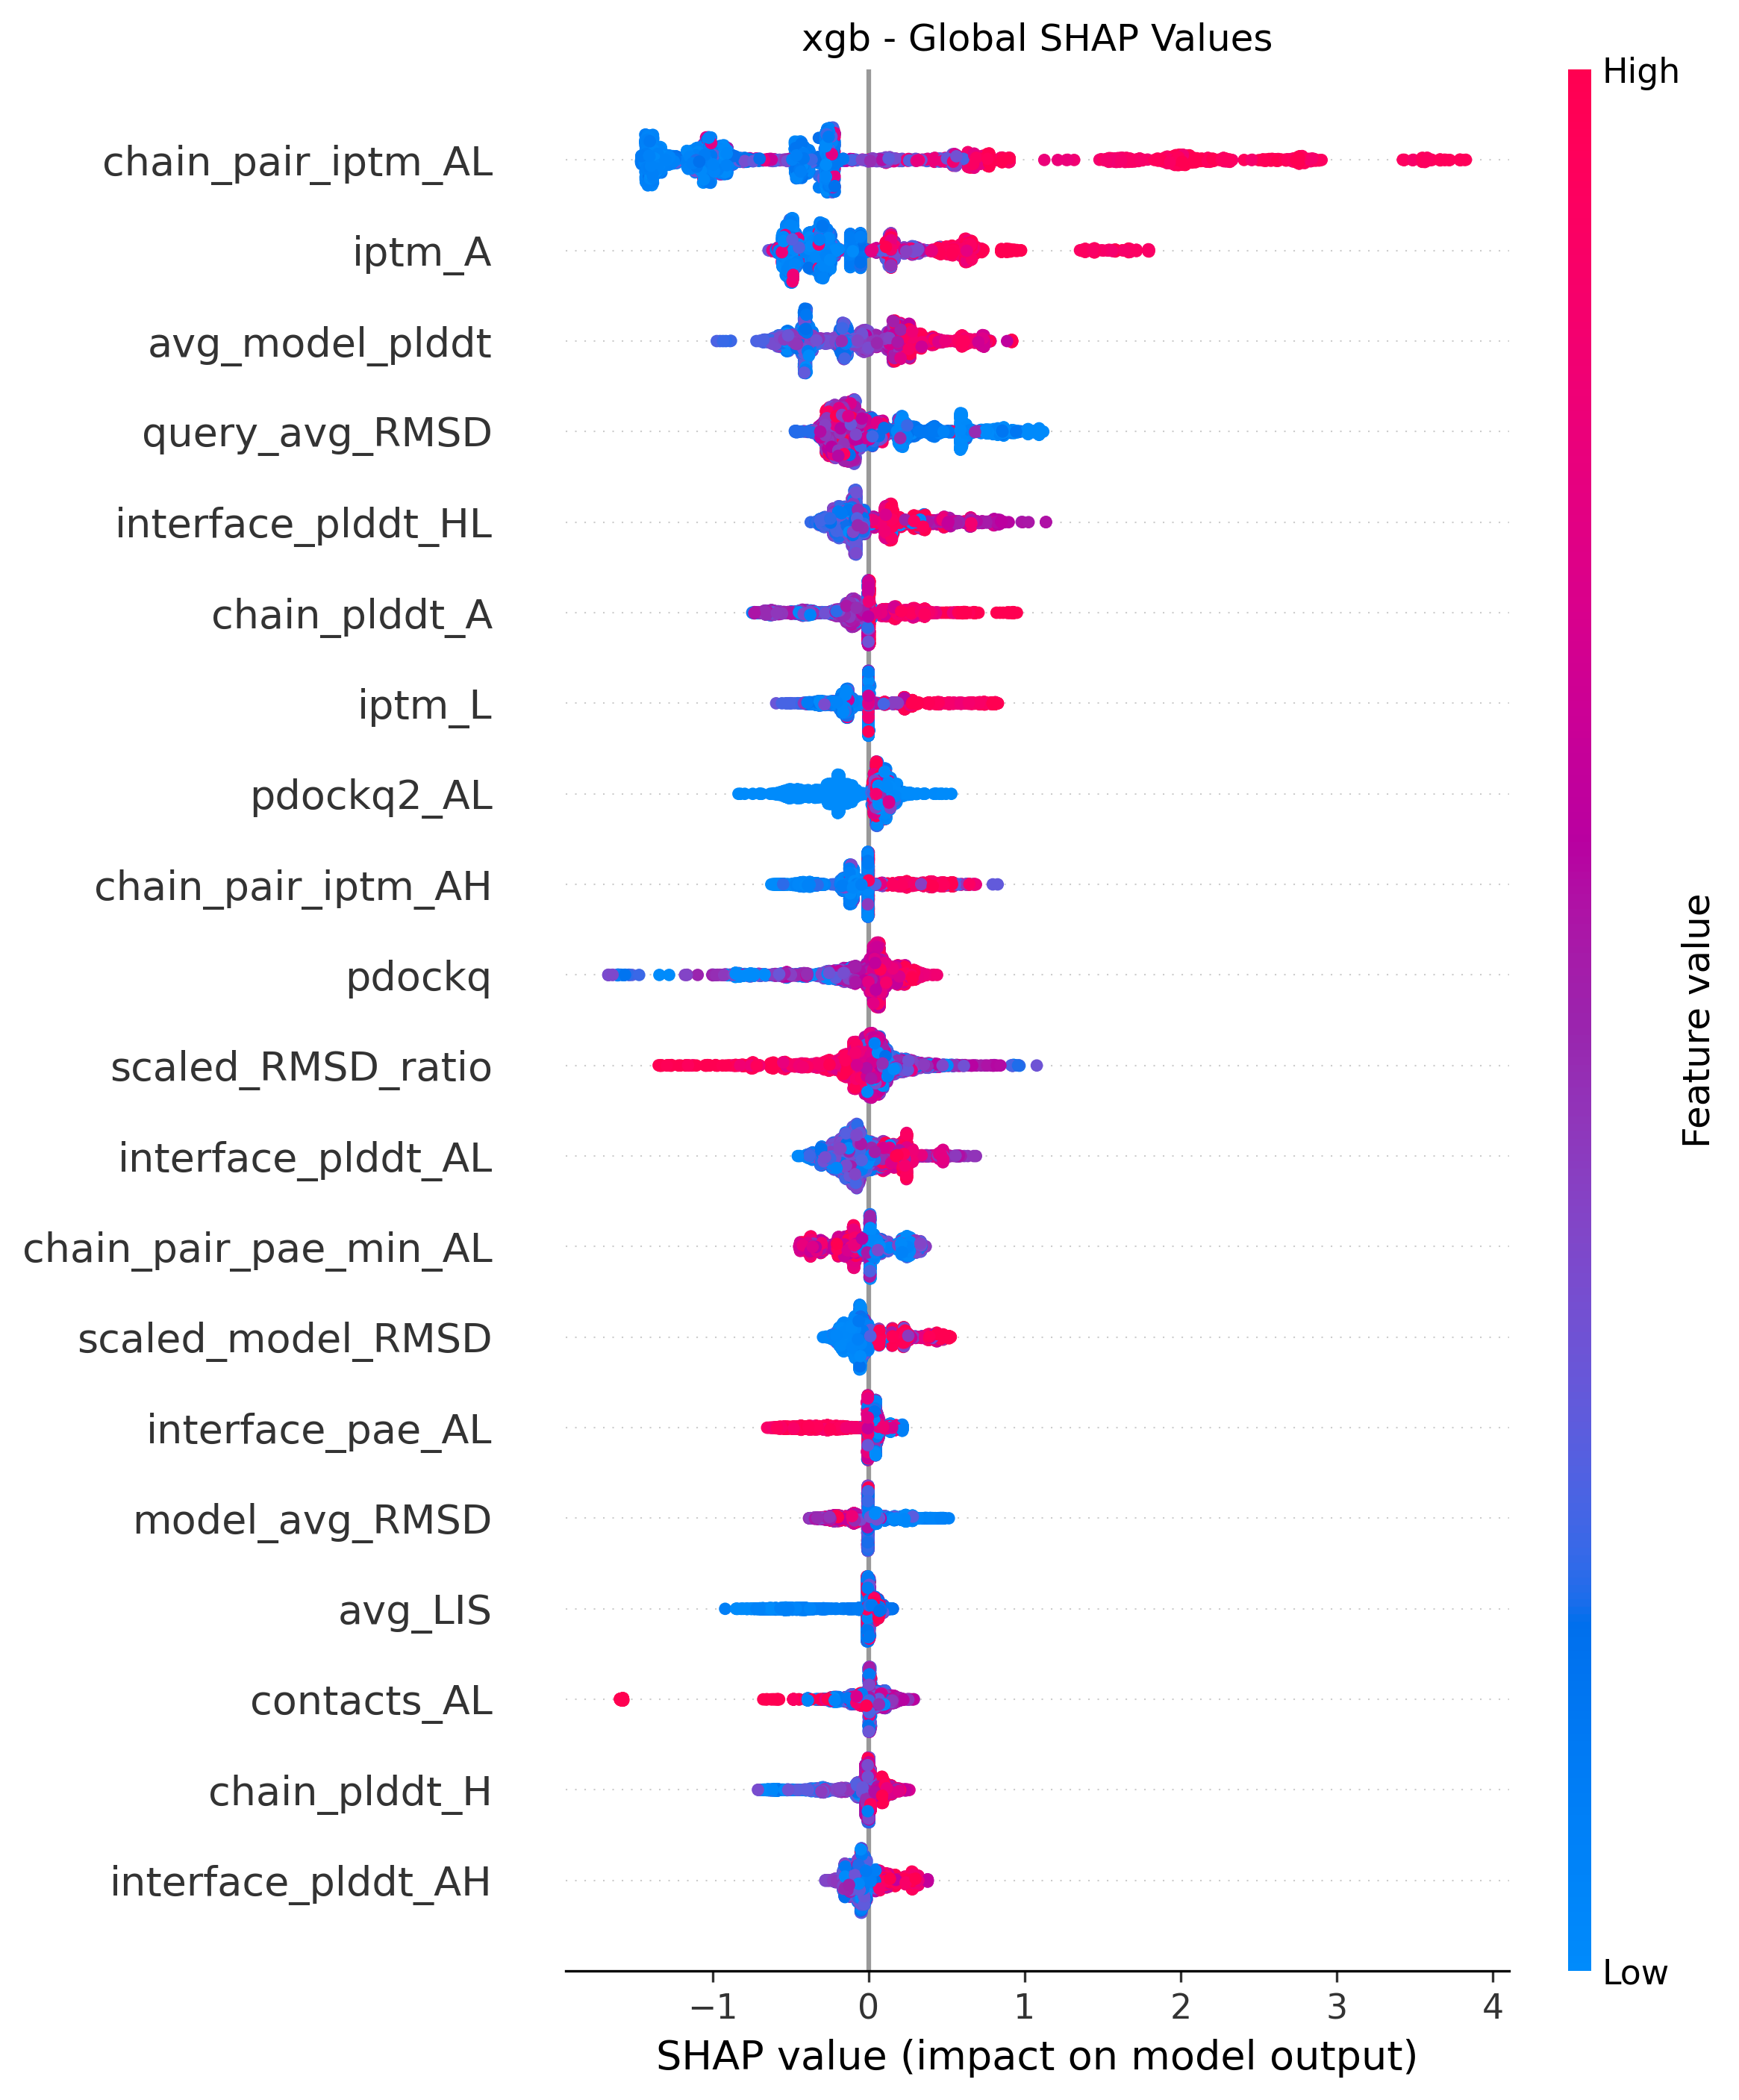 xgb - Global SHAP Values
High
chain_pair_iptm_AL
iptm_A
avg_model_plddt
query_avg_RMSD
interface_plddt_HL
chain_plddt_A
iptm_L
pdockq2_AL
chain_pair_iptm_AH
pdockq
scaled_RMSD_ratio
interface_plddt_AL
chain_pair_pae_min_AL
scaled_model_RMSD
interface_pae_AL
model_avg_RMSD
avg_LIS
contacts_AL
chain_plddt_H
interface_plddt_AH
Feature value
Low
−1 0 1 2 3 4
SHAP value (impact on model output)